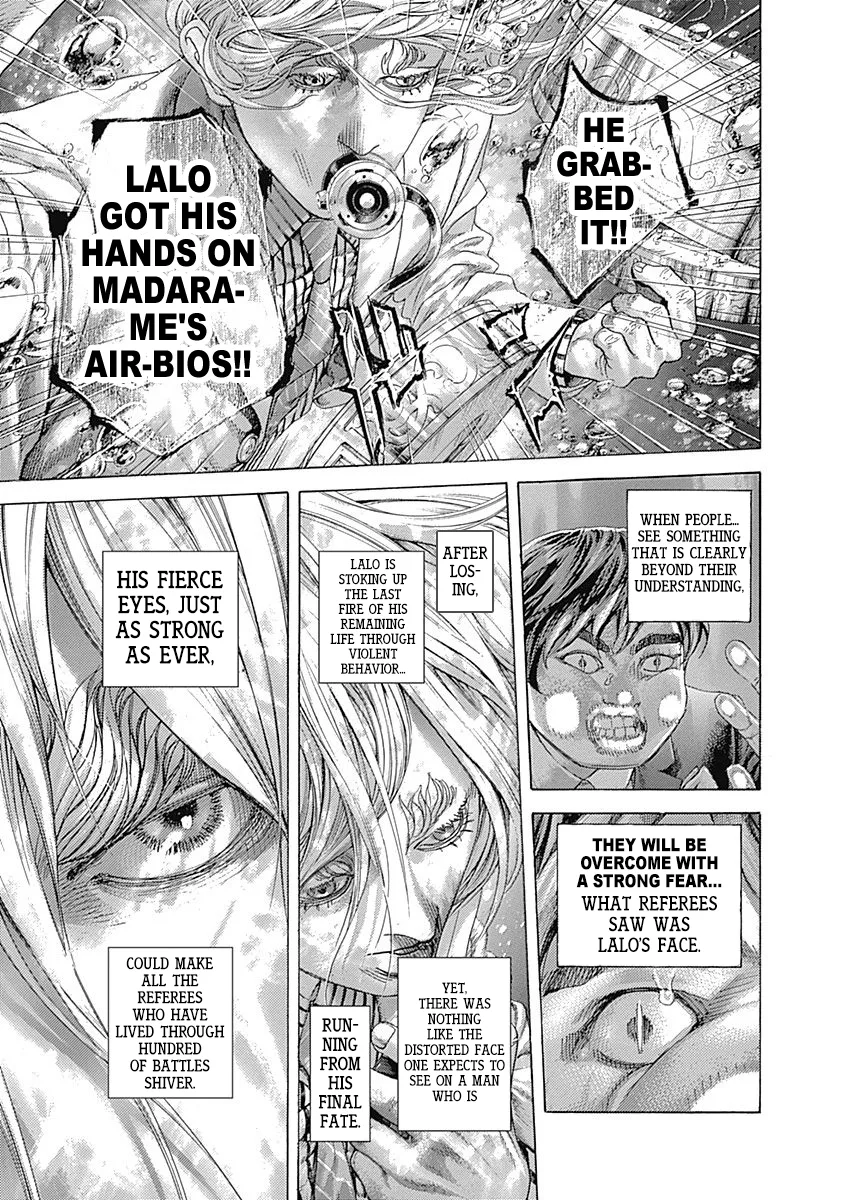 HE
GRAB-
BED
IT!!
LALO
GOT HIS
HANDS ON
MADARA-
ME'S
AIR-BIOS!!
WHEN PEOPLE...
SEE SOMETHING
THAT IS CLEARLY
BEYOND THEIR
UNDERSTANDING,
THEY WILL BE
OVERCOME WITH
A STRONG FEAR...
WHAT REFEREES
SAW WAS
LALO'S FACE.
AFTER
LOS-
ING,
LALO IS
STOKING UP
THE LAST
FIRE OF HIS
REMAINING
LIFE THROUGH
VIOLENT
BEHAVIOR...
YET,
THERE WAS
NOTHING
LIKE THE
DISTORTED FACE
ONE EXPECTS TO
SEE ON A MAN
WHO IS
RUN-
NING
FROM
HIS
FINAL
FATE.
HIS FIERCE
EYES, JUST
AS STRONG
AS EVER,
COULD MAKE
ALL THE
REFEREES
WHO HAVE
LIVED THROUGH
HUNDRED
OF BATTLES
SHIVER.